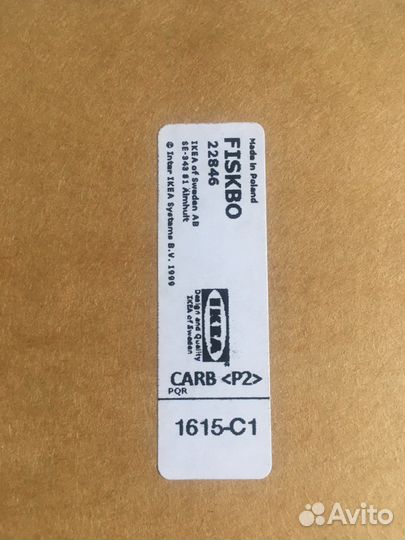 Made in Poland
FISKBO
22846
IKEA of Sweden AB
SE-343 81 Älmhult
© Inter IKEA Systems B.V. 1999
IKEA
®
Design and Quality
IKEA of Sweden
CARB <P2>
PQR
1615-C1
Avito